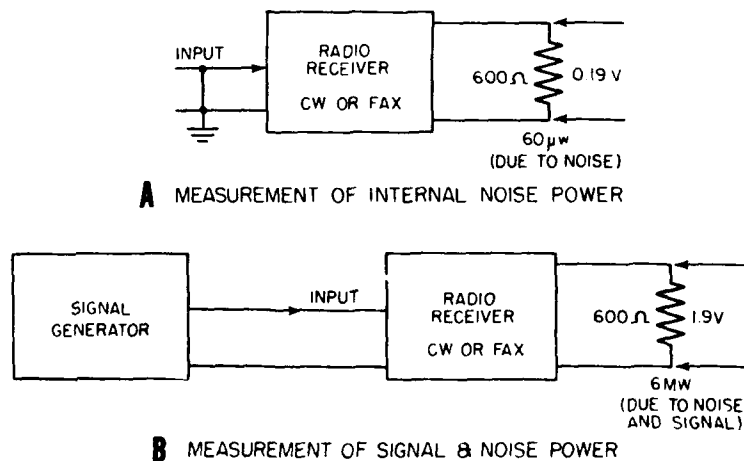 INPUT
RADIO
RECEIVER
CW OR FAX
600Ω
0.19 V
60μw
(DUE TO NOISE)
A MEASUREMENT OF INTERNAL NOISE POWER
SIGNAL
GENERATOR
INPUT
RADIO
RECEIVER
CW OR FAX
600Ω
1.9V
6MW
(DUE TO NOISE
AND SIGNAL)
B MEASUREMENT OF SIGNAL & NOISE POWER